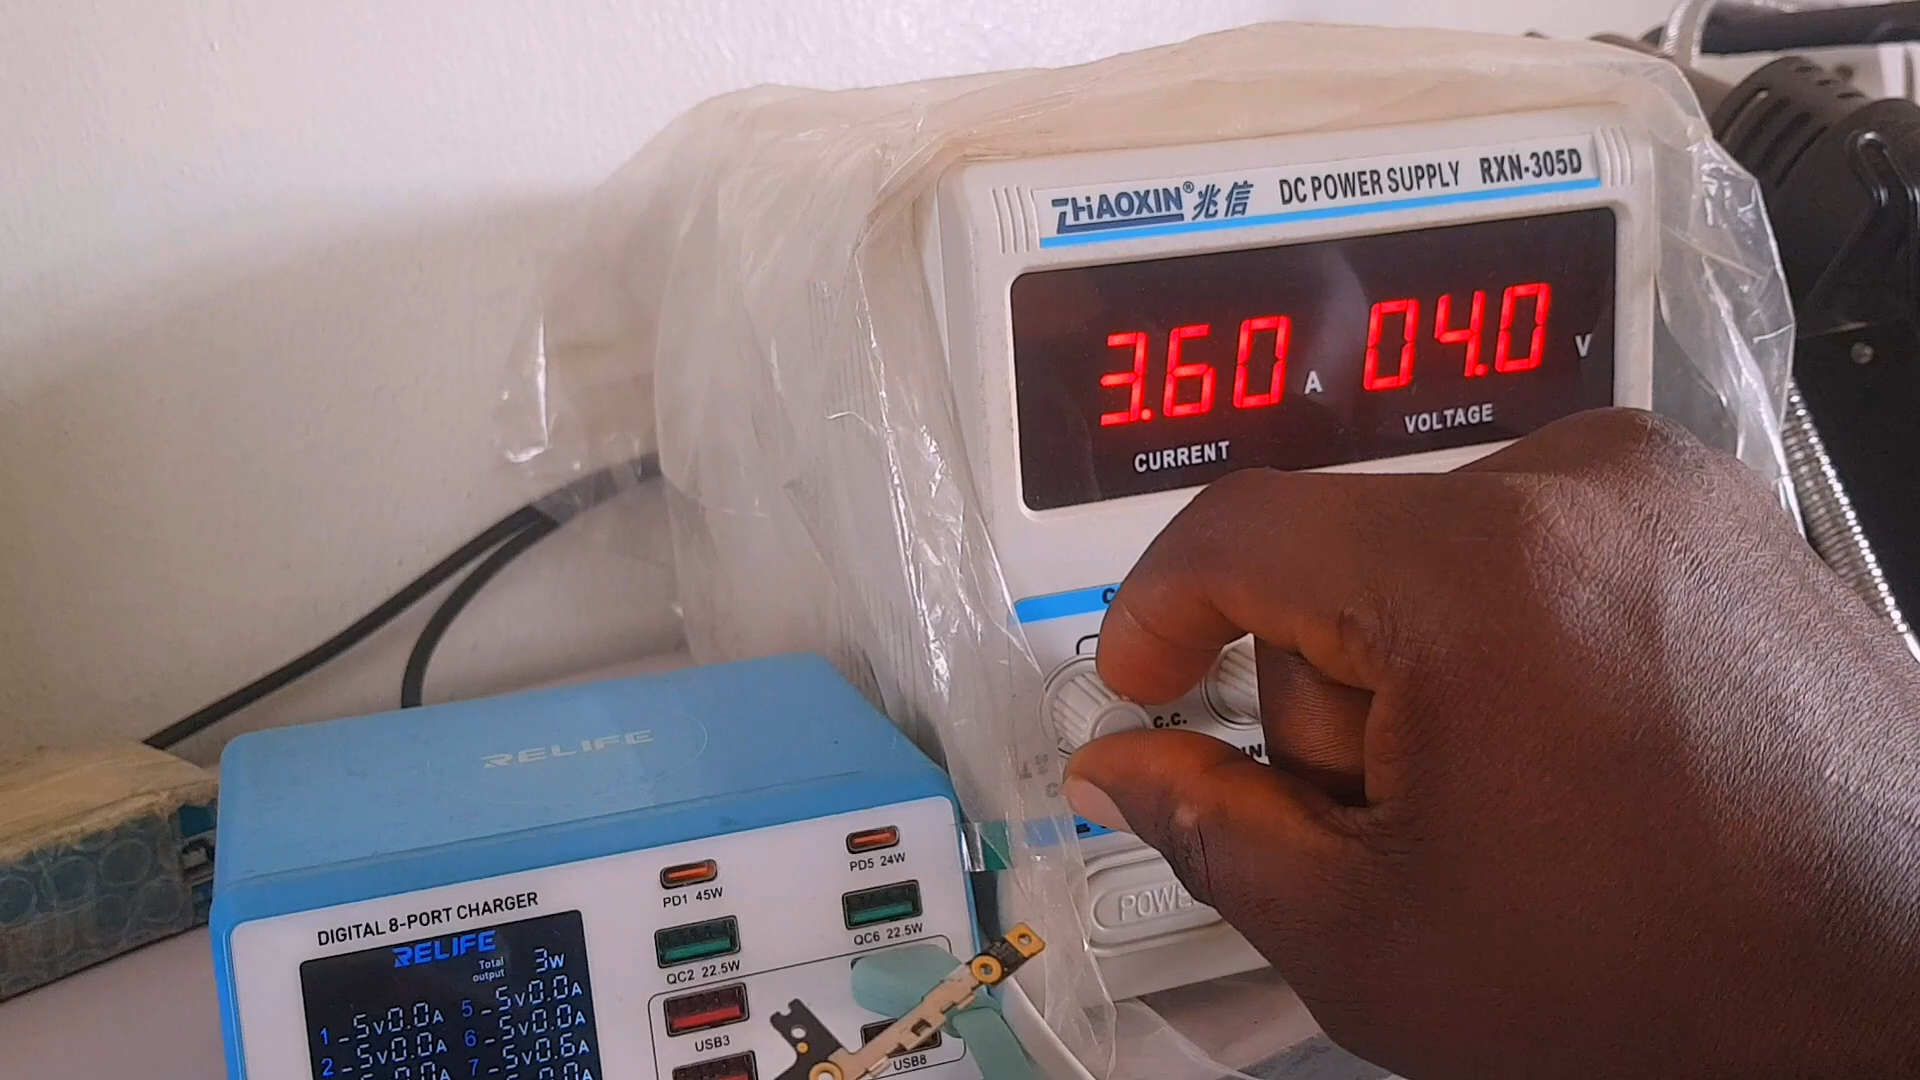 ZHAOXIN® 兆信 DC POWER SUPPLY RXN-305D
3.60 A 04.0 V
CURRENT VOLTAGE
C.C.
POWE
RELIFE
DIGITAL 8-PORT CHARGER
RELIFE
Total output 3W
1-5V0.0A 5-5V0.0A
2-5V0.0A 6-5V0.0A
7-5V0.6A
PD1 45W
PD5 24W
QC2 22.5W
QC6 22.5W
USB3
USB8